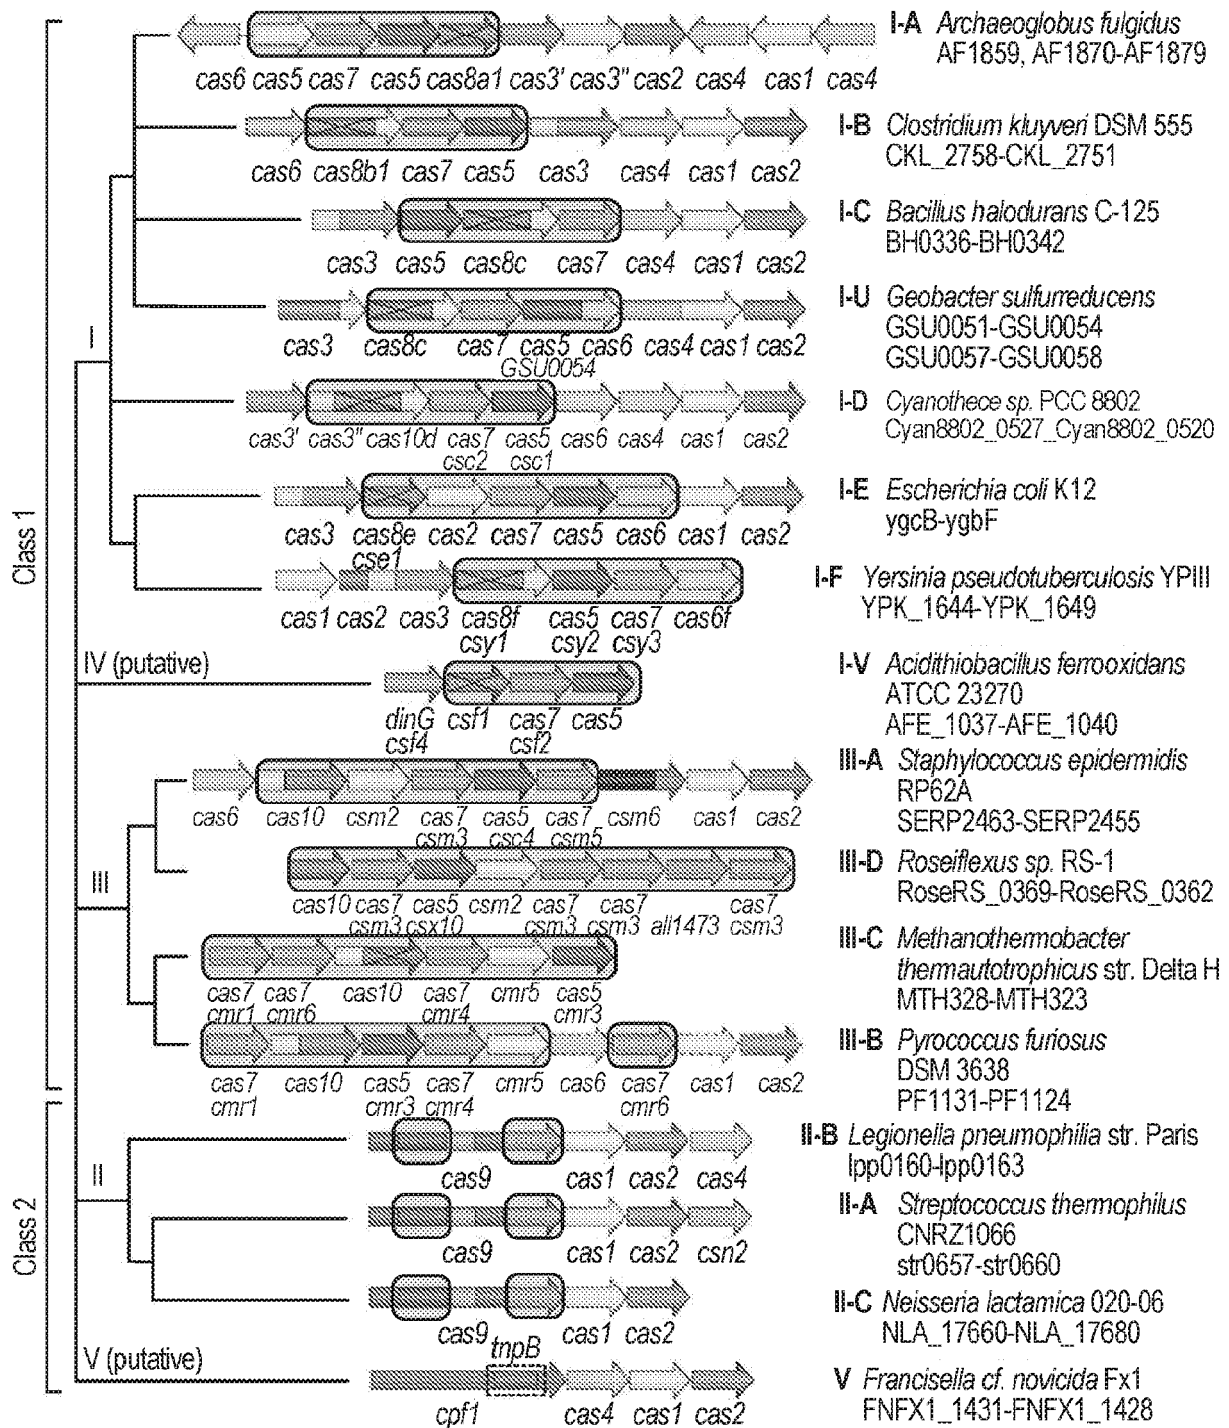 Class 1
I
I-A Archaeoglobus fulgidus
AF1859, AF1870-AF1879
cas6 cas5 cas7 cas5 cas8a1 cas3' cas3" cas2 cas4 cas1 cas4
I-B Clostridium kluyveri DSM 555
CKL_2758-CKL_2751
cas6 cas8b1 cas7 cas5 cas3 cas4 cas1 cas2
I-C Bacillus halodurans C-125
BH0336-BH0342
cas3 cas5 cas8c cas7 cas4 cas1 cas2
I-U Geobacter sulfurreducens
GSU0051-GSU0054
GSU0057-GSU0058
cas3 cas8c cas7 cas5 cas6 cas4 cas1 cas2
GSU0054
I-D Cyanothece sp. PCC 8802
Cyan8802_0527_Cyan8802_0520
cas3' cas3" cas10d cas7 cas5 cas6 cas4 cas1 cas2
csc2 csc1
I-E Escherichia coli K12
ygcB-ygbF
cas3 cas8e cas2 cas7 cas5 cas6 cas1 cas2
cse1
I-F Yersinia pseudotuberculosis YPIII
YPK_1644-YPK_1649
cas1 cas2 cas3 cas8f cas5 cas7 cas6f
csy1 csy2 csy3
IV (putative)
I-V Acidithiobacillus ferrooxidans
ATCC 23270
AFE_1037-AFE_1040
dinG csf1 cas7 cas5
csf4 csf2
III
III-A Staphylococcus epidermidis
RP62A
SERP2463-SERP2455
cas6 cas10 csm2 cas7 cas5 cas7 csm6 cas1 cas2
csm3 csc4 csm5
III-D Roseiflexus sp. RS-1
RoseRS_0369-RoseRS_0362
cas10 cas7 cas5 csm2 cas7 cas7 all1473 cas7
csm3 csx10 csm3 csm3 csm3
III-C Methanothermobacter
thermautotrophicus str. Delta H
MTH328-MTH323
cas7 cas7 cas10 cas7 cmr5 cas5
cmr1 cmr6 cmr4 cmr3
III-B Pyrococcus furiosus
DSM 3638
PF1131-PF1124
cas7 cas10 cas5 cas7 cmr5 cas6 cas7 cas1 cas2
cmr1 cmr3 cmr4 cmr6
Class 2
II
II-B Legionella pneumophilia str. Paris
lpp0160-lpp0163
cas9 cas1 cas2 cas4
II-A Streptococcus thermophilus
CNRZ1066
str0657-str0660
cas9 cas1 cas2 csn2
II-C Neisseria lactamica 020-06
NLA_17660-NLA_17680
cas9 cas1 cas2
V (putative)
tnpB
V Francisella cf. novicida Fx1
FNFX1_1431-FNFX1_1428
cpf1 cas4 cas1 cas2